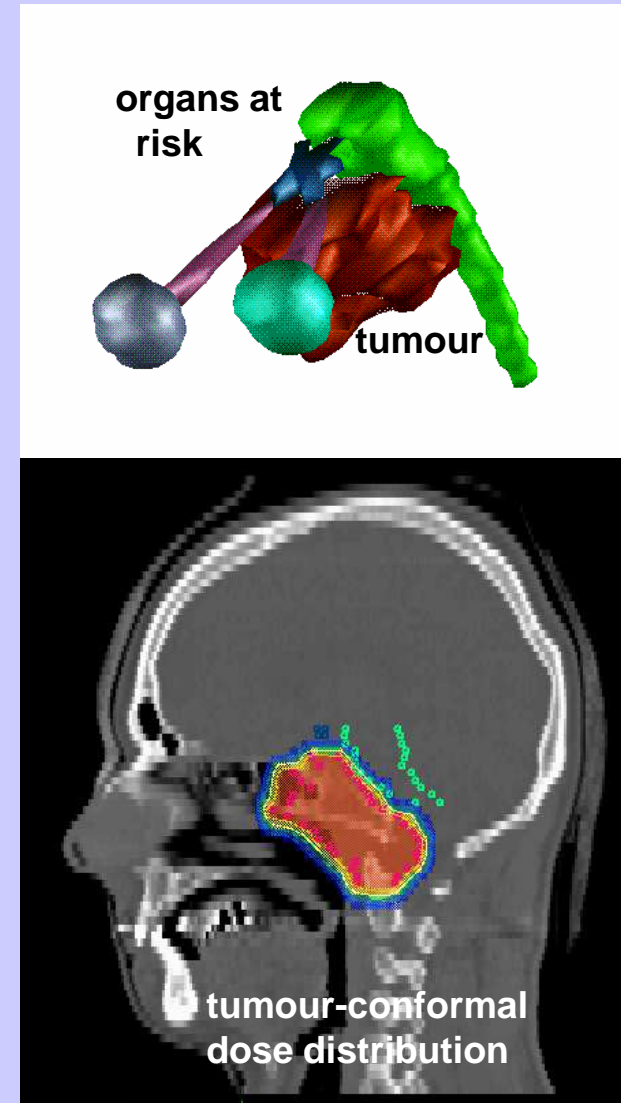 organs at
risk
tumour
tumour-conformal
dose distribution